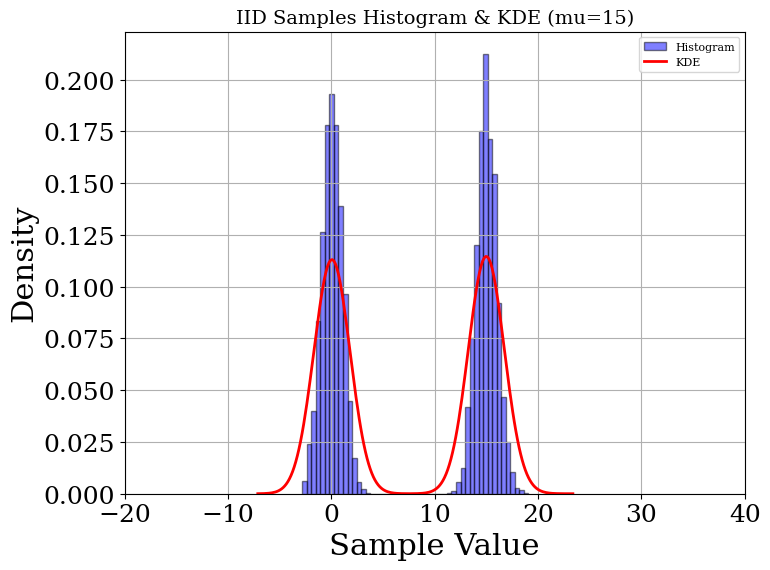 IID Samples Histogram & KDE (mu=15)
Histogram
KDE
Density
0.200
0.175
0.150
0.125
0.100
0.075
0.050
0.025
0.000
−20 −10 0 10 20 30 40
Sample Value